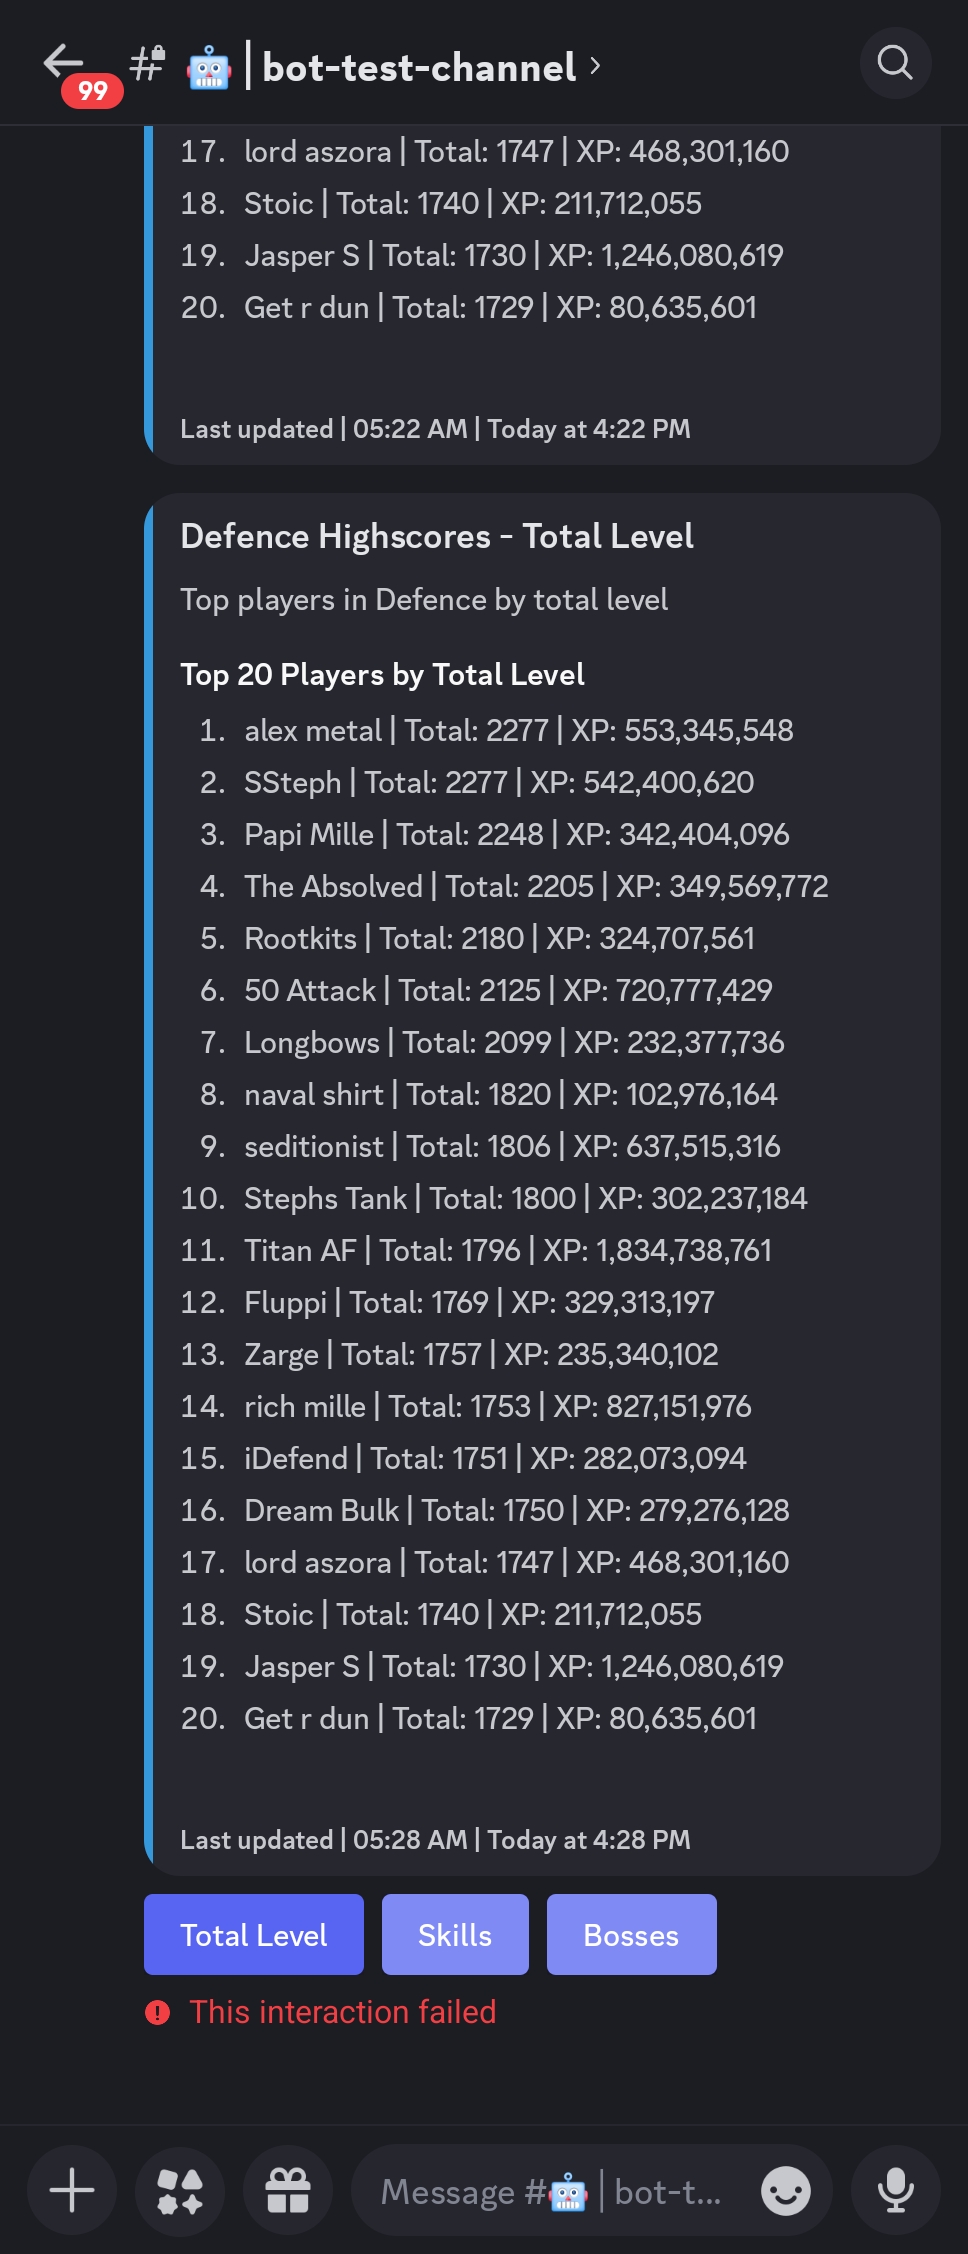 # 🤖 | bot-test-channel >
99
17. lord aszora | Total: 1747 | XP: 468,301,160
18. Stoic | Total: 1740 | XP: 211,712,055
19. Jasper S | Total: 1730 | XP: 1,246,080,619
20. Get r dun | Total: 1729 | XP: 80,635,601
Last updated | 05:22 AM | Today at 4:22 PM
Defence Highscores - Total Level
Top players in Defence by total level
Top 20 Players by Total Level
1. alex metal | Total: 2277 | XP: 553,345,548
2. SSteph | Total: 2277 | XP: 542,400,620
3. Papi Mille | Total: 2248 | XP: 342,404,096
4. The Absolved | Total: 2205 | XP: 349,569,772
5. Rootkits | Total: 2180 | XP: 324,707,561
6. 50 Attack | Total: 2125 | XP: 720,777,429
7. Longbows | Total: 2099 | XP: 232,377,736
8. naval shirt | Total: 1820 | XP: 102,976,164
9. seditionist | Total: 1806 | XP: 637,515,316
10. Stephs Tank | Total: 1800 | XP: 302,237,184
11. Titan AF | Total: 1796 | XP: 1,834,738,761
12. Fluppi | Total: 1769 | XP: 329,313,197
13. Zarge | Total: 1757 | XP: 235,340,102
14. rich mille | Total: 1753 | XP: 827,151,976
15. iDefend | Total: 1751 | XP: 282,073,094
16. Dream Bulk | Total: 1750 | XP: 279,276,128
17. lord aszora | Total: 1747 | XP: 468,301,160
18. Stoic | Total: 1740 | XP: 211,712,055
19. Jasper S | Total: 1730 | XP: 1,246,080,619
20. Get r dun | Total: 1729 | XP: 80,635,601
Last updated | 05:28 AM | Today at 4:28 PM
Total Level Skills Bosses
This interaction failed
Message #🤖 | bot-t...